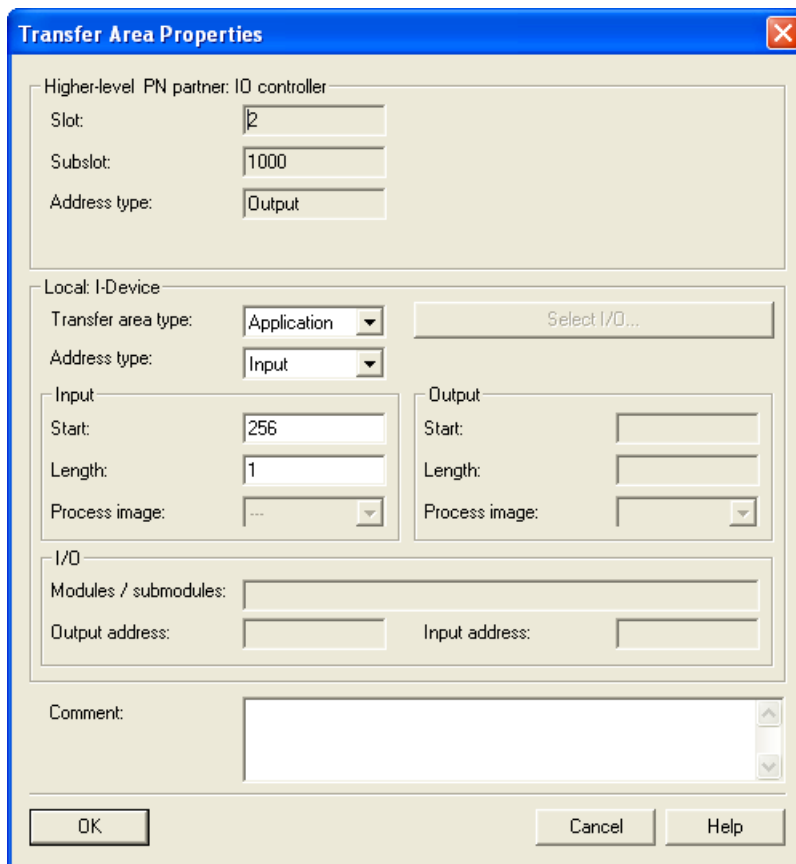 Transfer Area Properties
Higher-level PN partner: IO controller
Slot: 2
Subslot: 1000
Address type: Output
Local: I-Device
Transfer area type: Application Select I/O...
Address type: Input
Input Output
Start: 256 Start:
Length: 1 Length:
Process image: --- Process image:
I/O
Modules / submodules:
Output address: Input address:
Comment:
OK Cancel Help